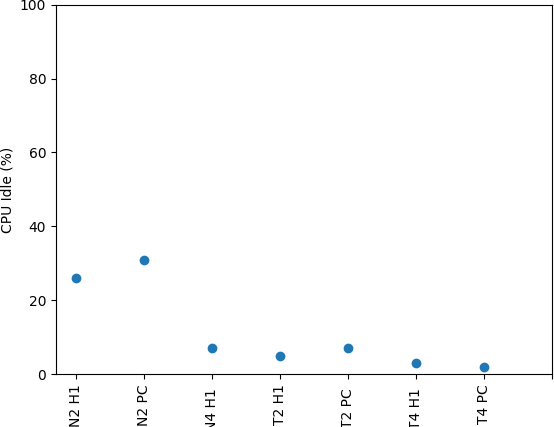 100
80
60
40
20
0
CPU Idle (%)
N2 H1
N2 PC
N4 H1
T2 H1
T2 PC
T4 H1
T4 PC